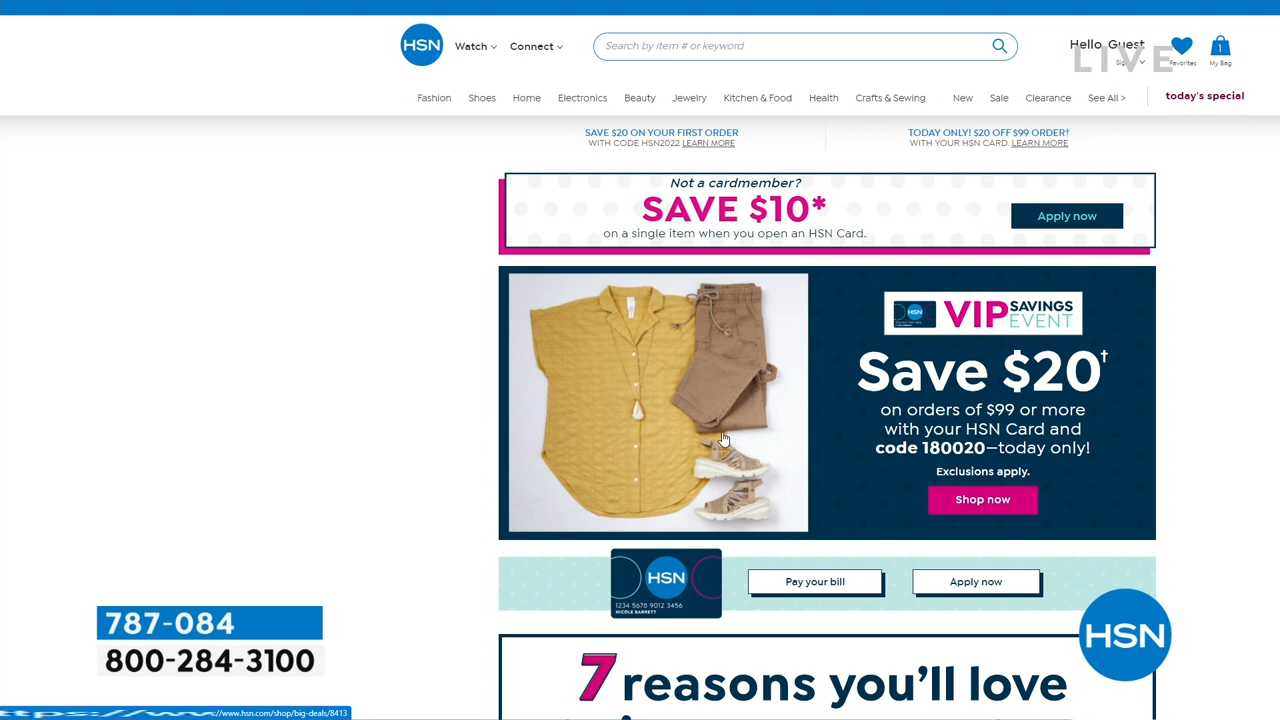 HSN
Watch
Connect
Search by item # or keyword
Hello, Guest
LIVE
Favorites
1
My Bag
Fashion
Shoes
Home
Electronics
Beauty
Jewelry
Kitchen & Food
Health
Crafts & Sewing
New
Sale
Clearance
See All >
today's special
SAVE $20 ON YOUR FIRST ORDER
WITH CODE HSN2022 LEARN MORE
TODAY ONLY! $20 OFF $99 ORDER†
WITH YOUR HSN CARD. LEARN MORE
Not a cardmember?
SAVE $10*
on a single item when you open an HSN Card.
Apply now
HSN
VIP SAVINGS EVENT
Save $20†
on orders of $99 or more
with your HSN Card and
code 180020—today only!
Exclusions apply.
Shop now
HSN
1234 5678 9012 3456
NICOLE BARRETT
Pay your bill
Apply now
HSN
7 reasons you'll love
787-084
800-284-3100
//www.hsn.com/shop/big-deals/8413